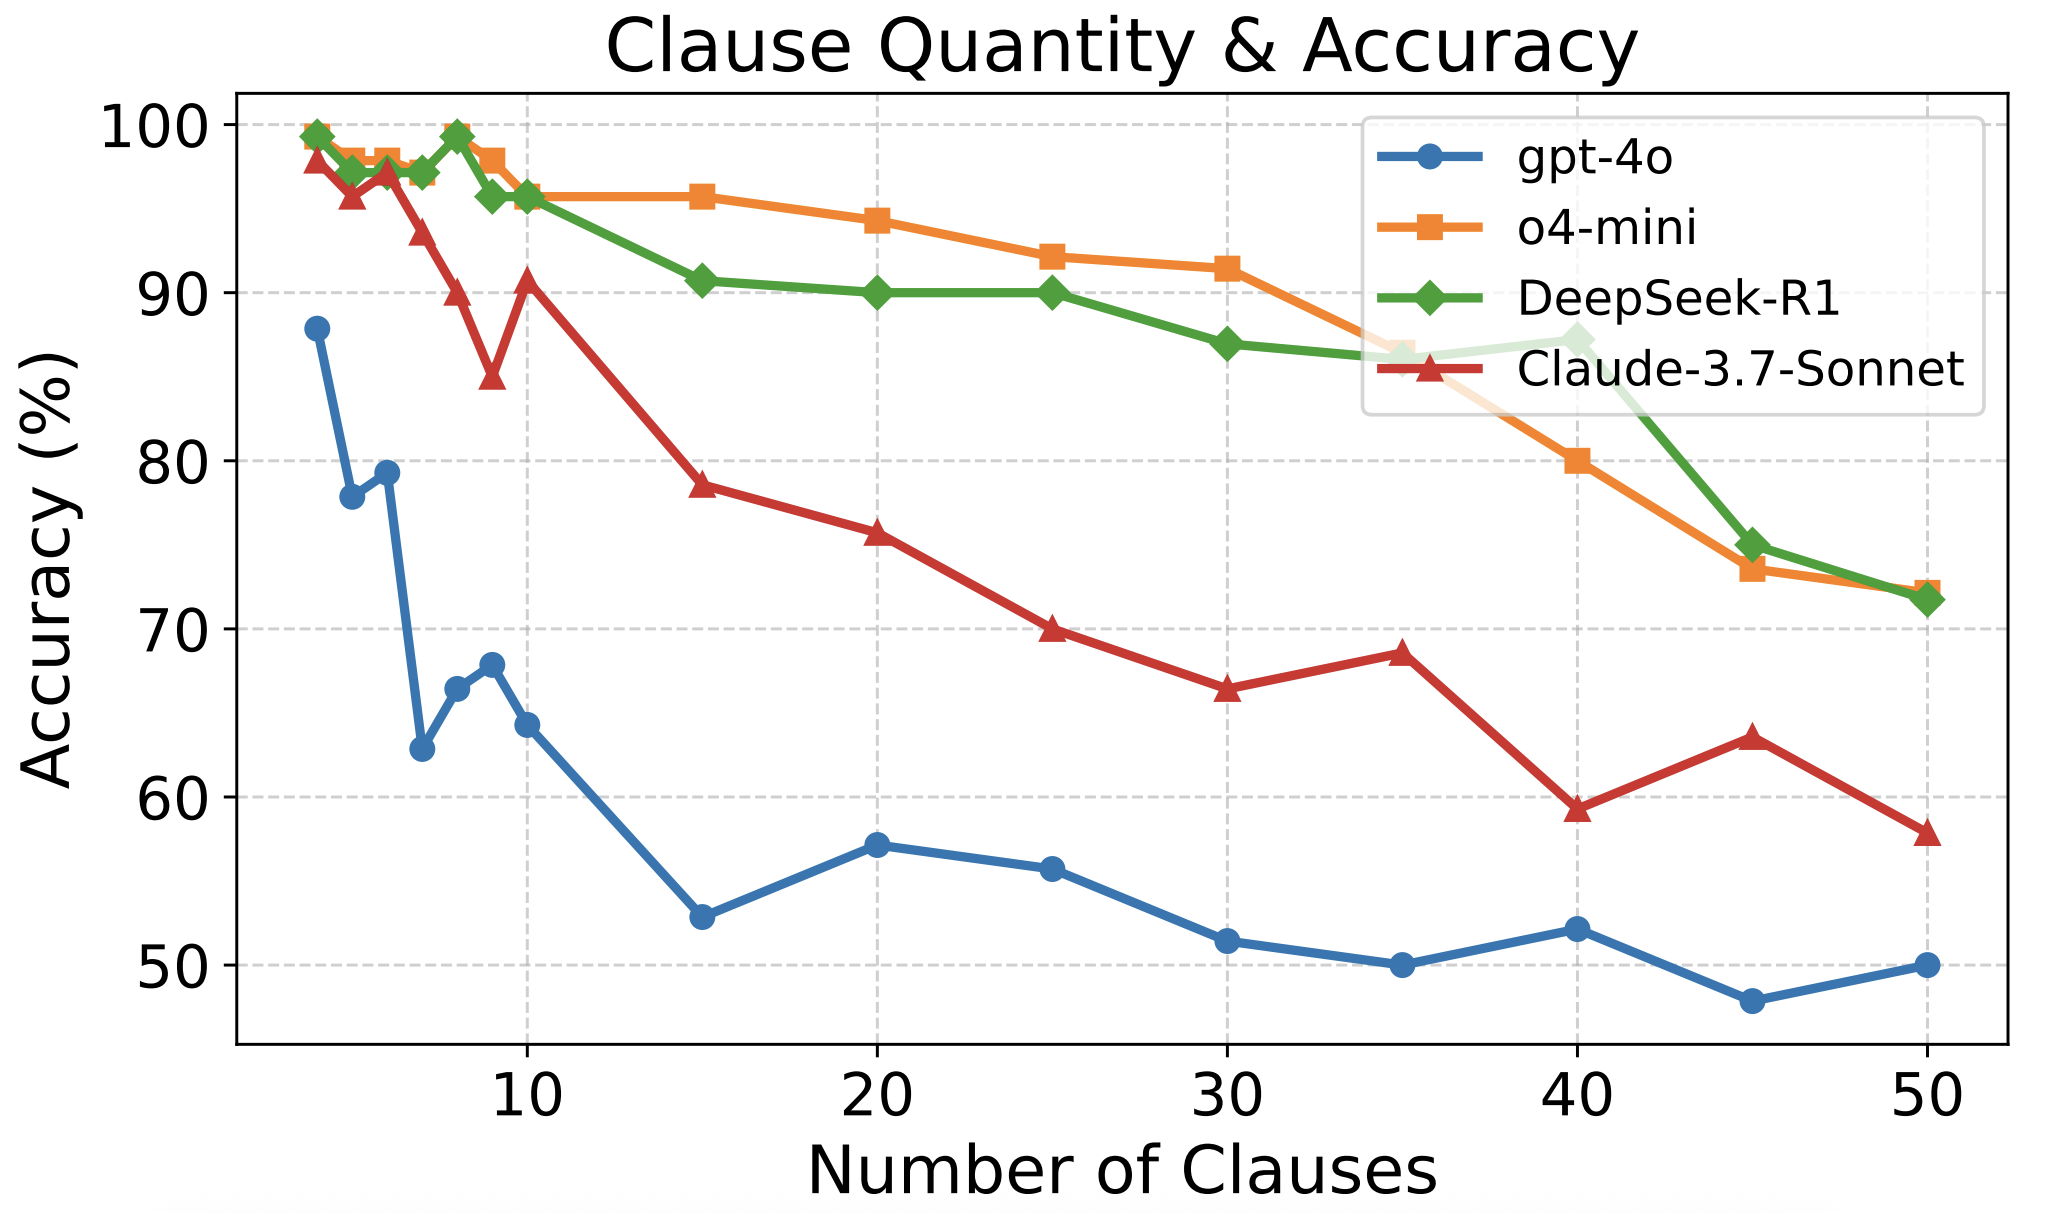 Clause Quantity & Accuracy
100
90
80
70
60
50
Accuracy (%)
gpt-4o
o4-mini
DeepSeek-R1
Claude-3.7-Sonnet
10 20 30 40 50
Number of Clauses